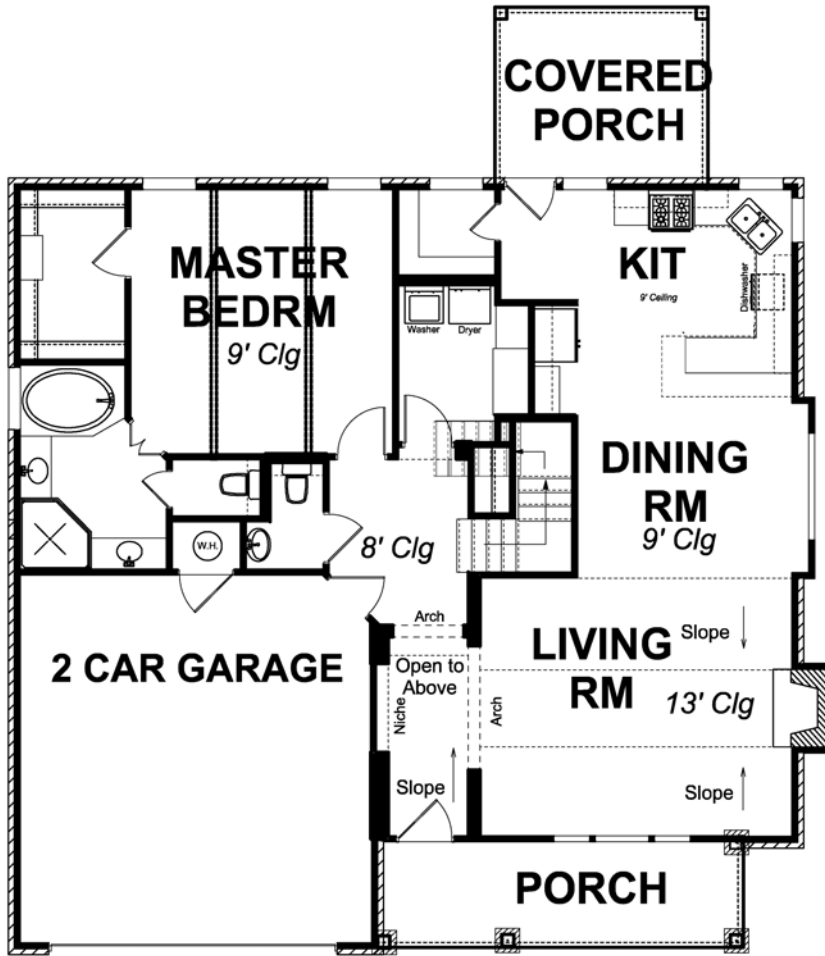 COVERED
PORCH
MASTER
BEDRM
9' Clg
KIT
9' Ceiling
Dishwasher
Washer
Dryer
DINING
RM
9' Clg
8' Clg
W.H.
Arch
2 CAR GARAGE
Open to
Above
Niche
Arch
Slope
LIVING
RM
13' Clg
Slope
Slope
PORCH